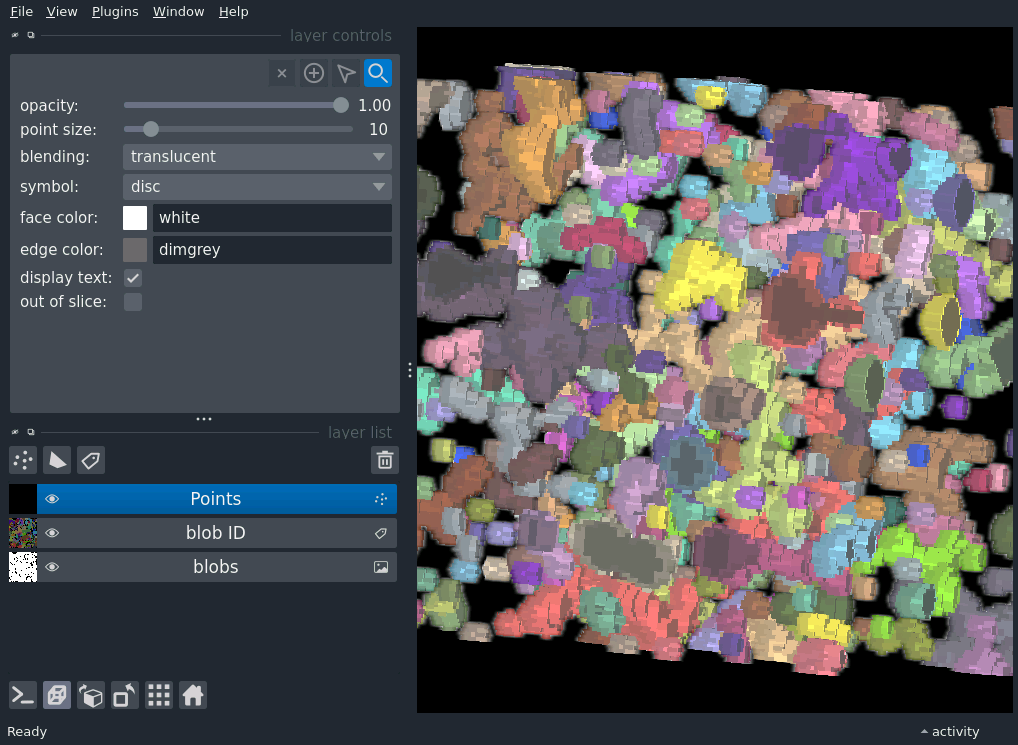 File View Plugins Window Help
layer controls
opacity: 1.00
point size: 10
blending: translucent
symbol: disc
face color: white
edge color: dimgrey
display text:
out of slice:
layer list
Points
blob ID
blobs
Ready
activity